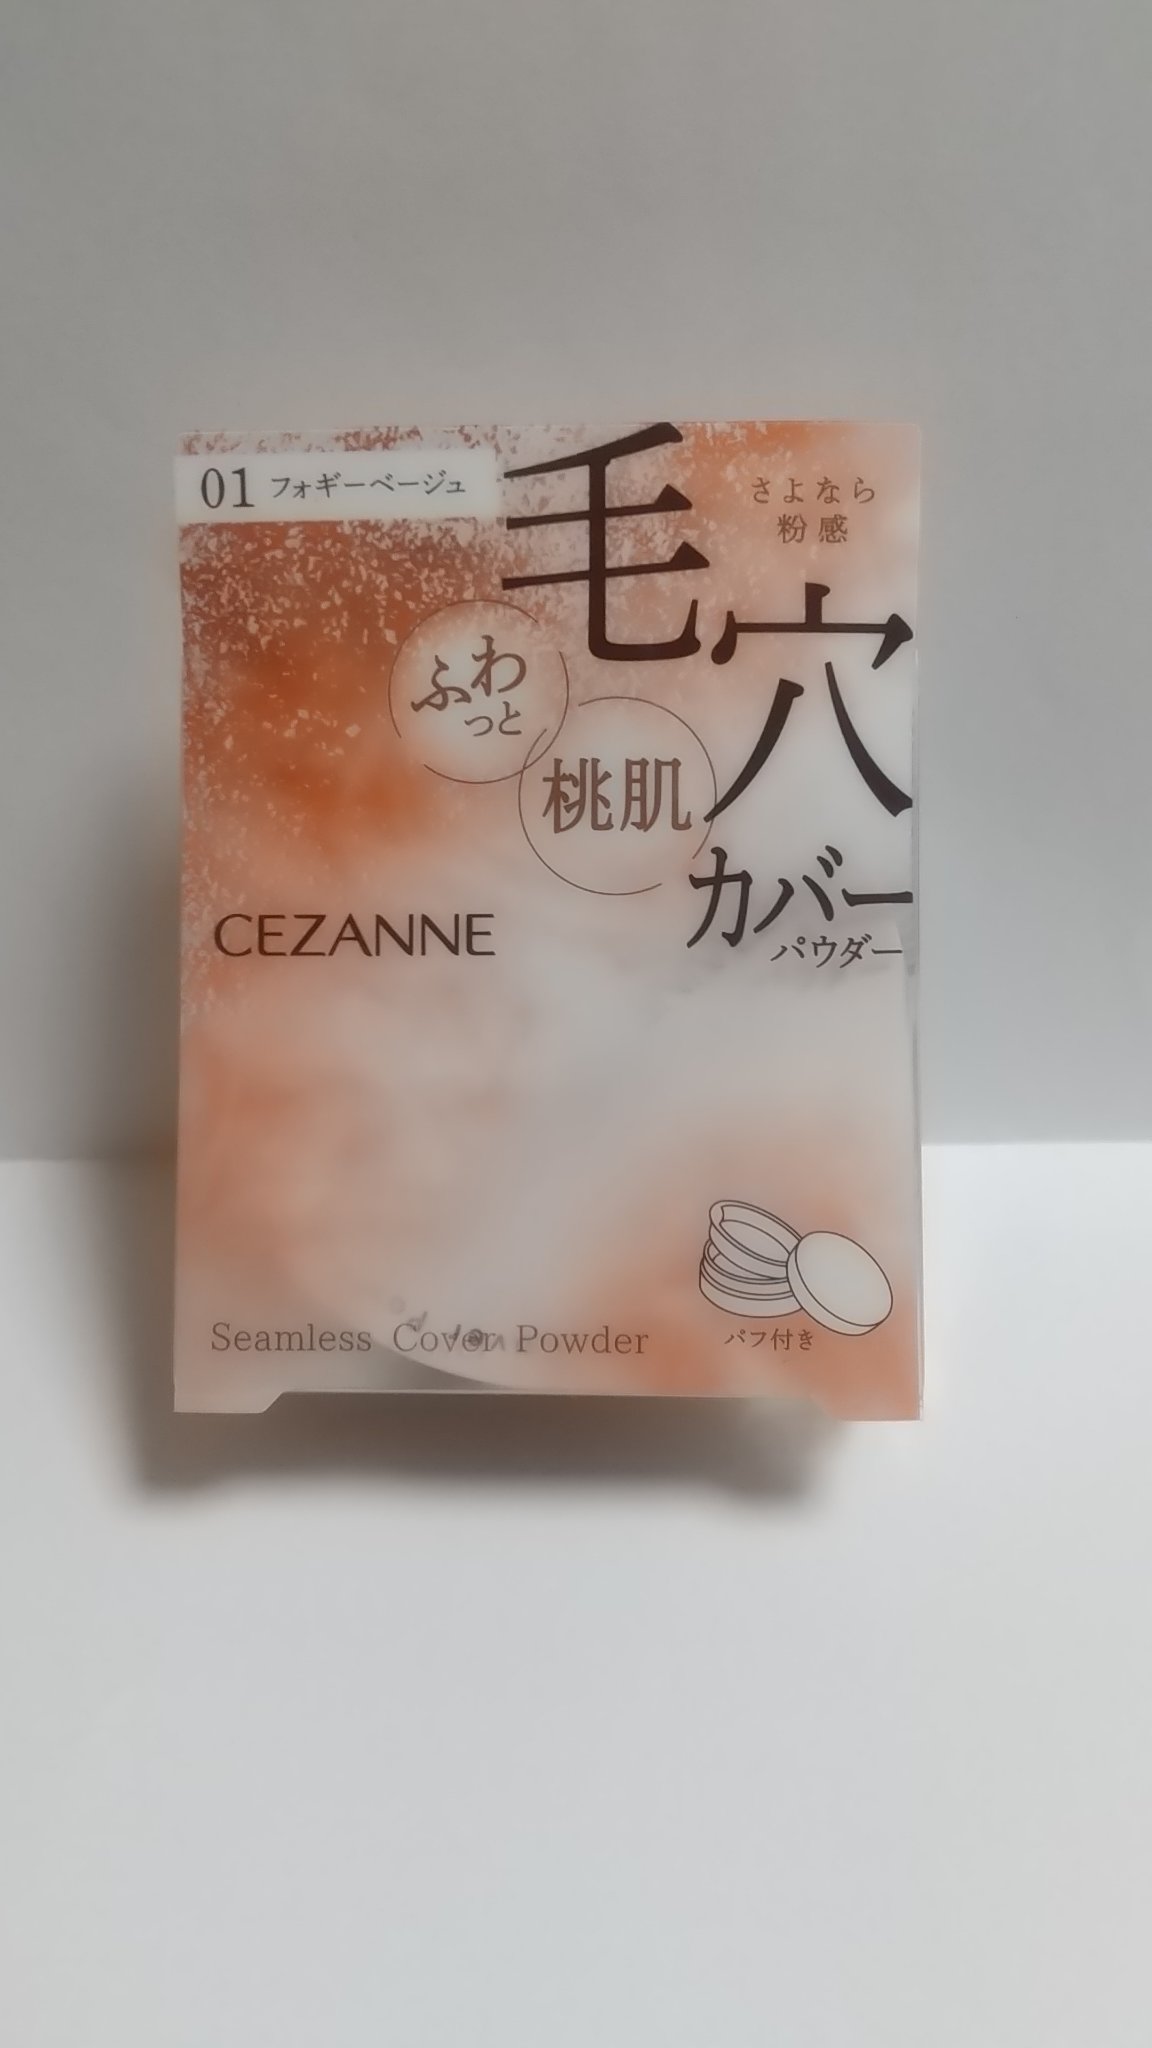 01 フォギーベージュ
さよなら
粉感
毛穴
カバー
パウダー
ふわっと
桃肌
CEZANNE
パフ付き
Seamless Cover Powder